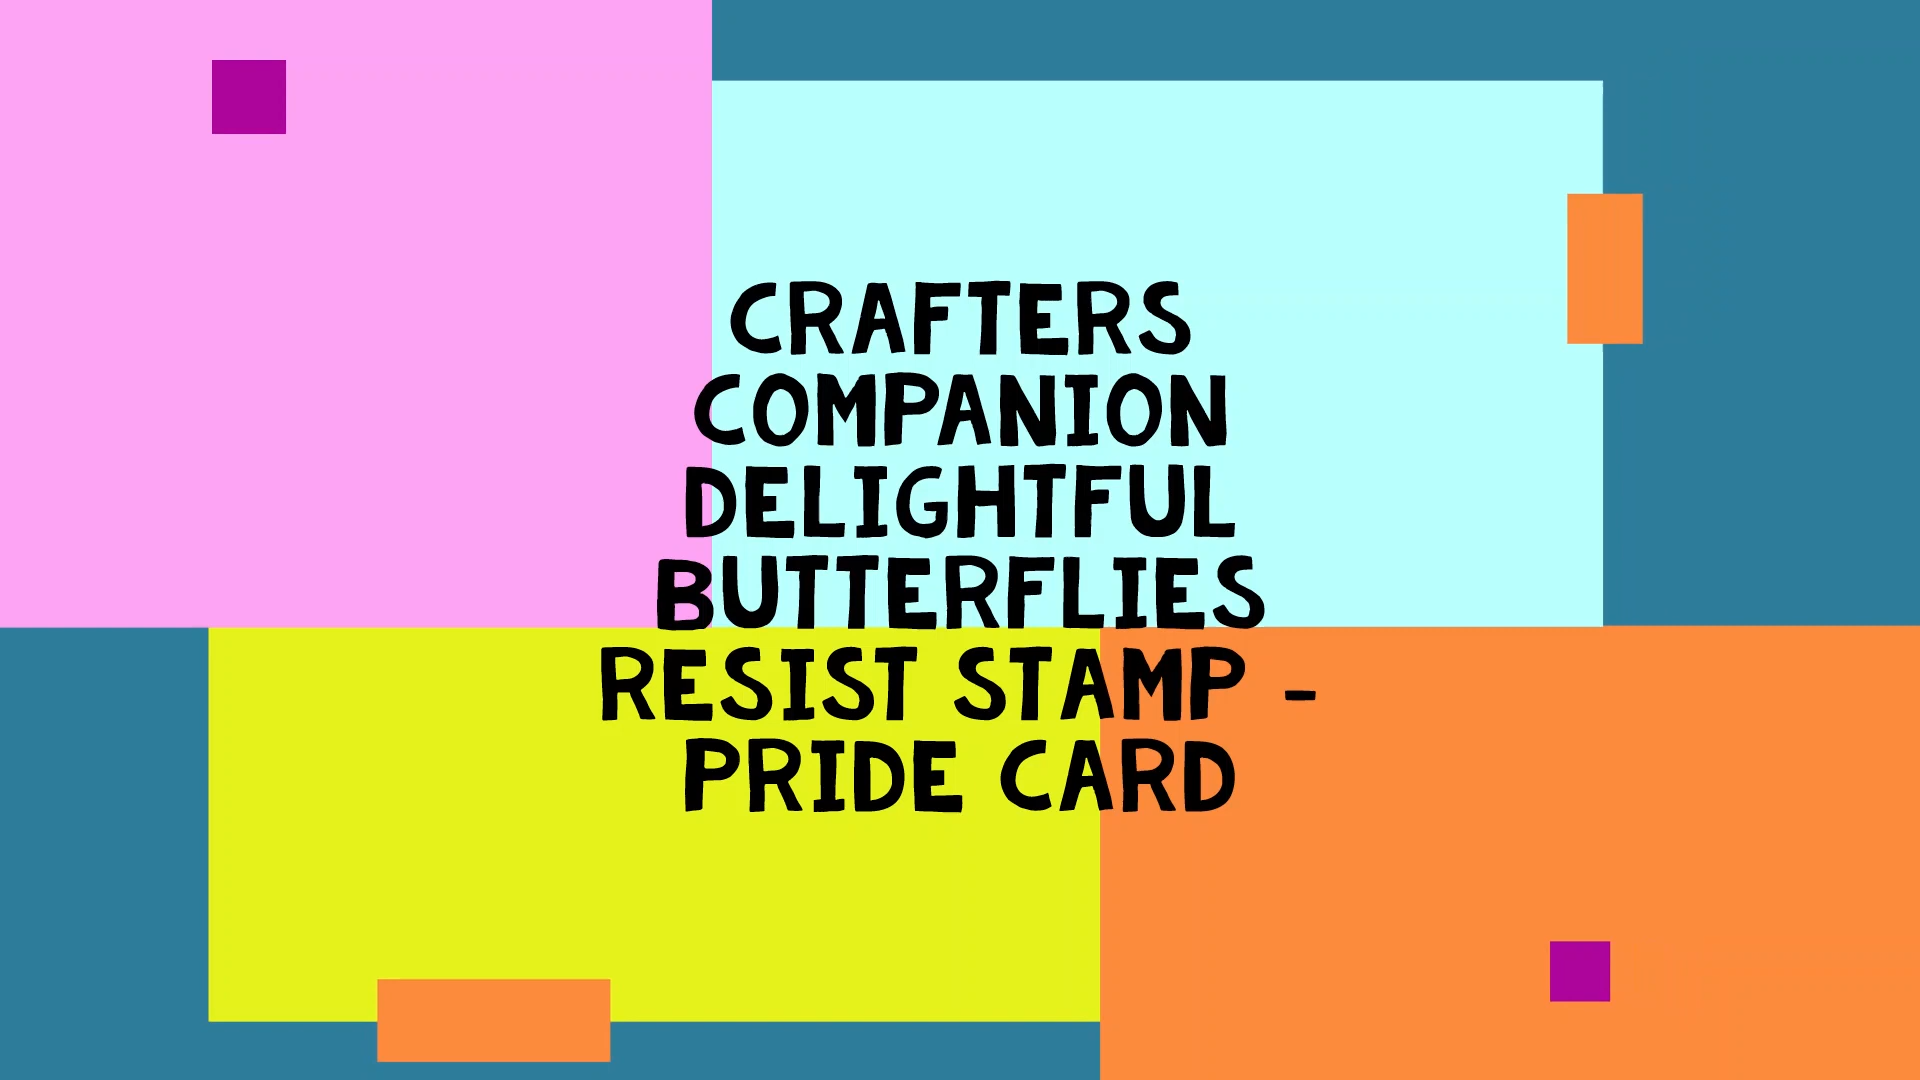 CRAFTERS
COMPANION
DELIGHTFUL
BUTTERFLIES
RESIST STAMP -
PRIDE CARD